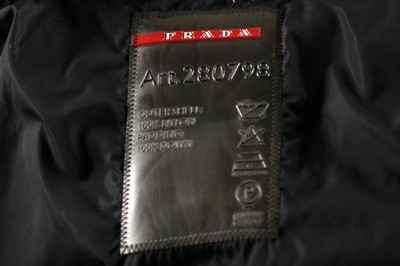 PRADA
Art.280798
OUTER SHELL
100% NYLON
PADDING
100% DOWN
P